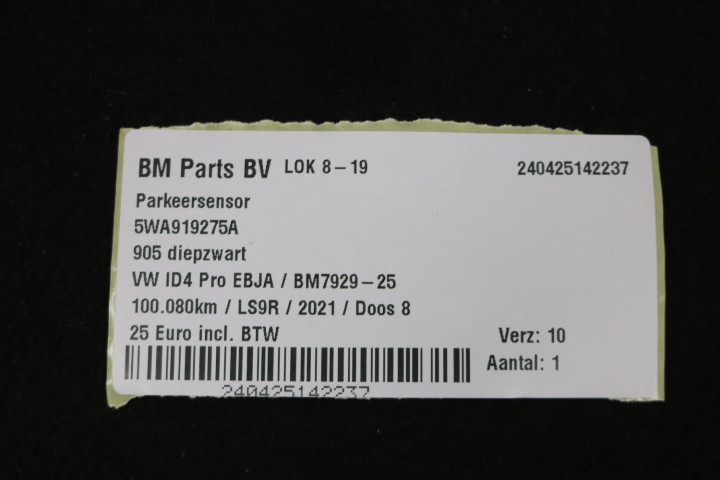 BM Parts BV LOK 8-19 240425142237
Parkeersensor
5WA919275A
905 diepzwart
VW ID4 Pro EBJA / BM7929-25
100.080km / LS9R / 2021 / Doos 8
25 Euro incl. BTW Verz: 10
Aantal: 1
240425142237